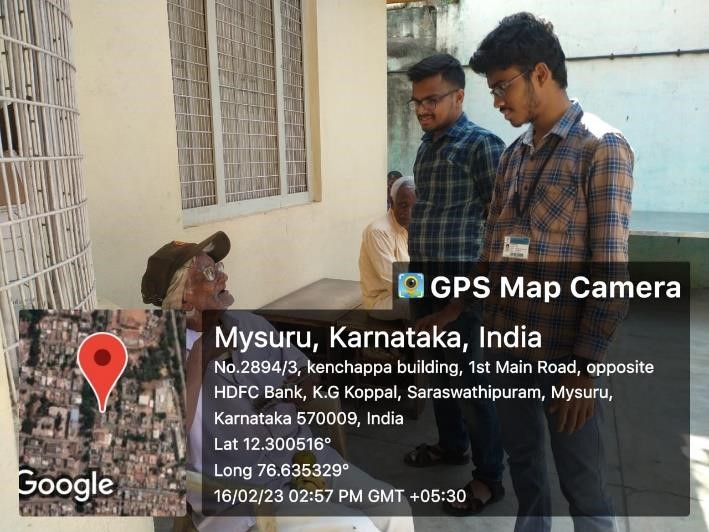 GPS Map Camera
Mysuru, Karnataka, India
No.2894/3, kenchappa building, 1st Main Road, opposite
HDFC Bank, K.G Koppal, Saraswathipuram, Mysuru,
Karnataka 570009, India
Lat 12.300516°
Long 76.635329°
16/02/23 02:57 PM GMT +05:30
Google